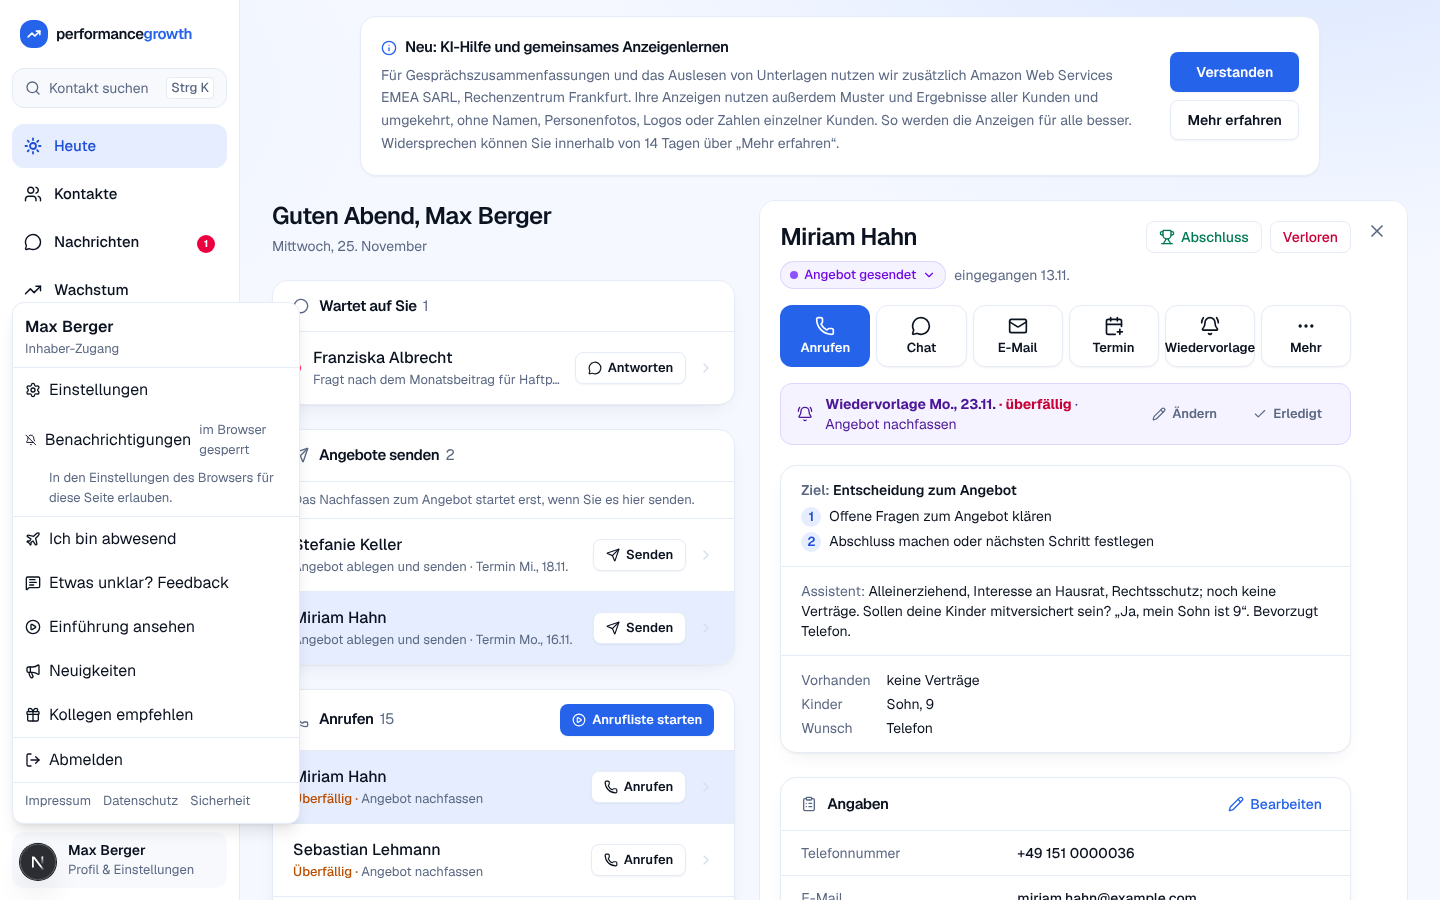 performancegrowth
Kontakt suchen
Strg K
Heute
Kontakte
Nachrichten
1
Wachstum
Max Berger
Inhaber-Zugang
Einstellungen
Benachrichtigungen
im Browser
gesperrt
In den Einstellungen des Browsers für
diese Seite erlauben.
Ich bin abwesend
Etwas unklar? Feedback
Einführung ansehen
Neuigkeiten
Kollegen empfehlen
Abmelden
Impressum Datenschutz Sicherheit
Max Berger
Profil & Einstellungen
Neu: KI-Hilfe und gemeinsames Anzeigenlernen
Für Gesprächszusammenfassungen und das Auslesen von Unterlagen nutzen wir zusätzlich Amazon Web Services
EMEA SARL, Rechenzentrum Frankfurt. Ihre Anzeigen nutzen außerdem Muster und Ergebnisse aller Kunden und
umgekehrt, ohne Namen, Personenfotos, Logos oder Zahlen einzelner Kunden. So werden die Anzeigen für alle besser.
Widersprechen können Sie innerhalb von 14 Tagen über „Mehr erfahren“.
Verstanden
Mehr erfahren
Guten Abend, Max Berger
Mittwoch, 25. November
Wartet auf Sie 1
Franziska Albrecht
Fragt nach dem Monatsbeitrag für Haftp…
Antworten
Angebote senden 2
Das Nachfassen zum Angebot startet erst, wenn Sie es hier senden.
Stefanie Keller
Angebot ablegen und senden · Termin Mi., 18.11.
Senden
Miriam Hahn
Angebot ablegen und senden · Termin Mo., 16.11.
Senden
Anrufen 15
Anrufliste starten
Miriam Hahn
Überfällig · Angebot nachfassen
Anrufen
Sebastian Lehmann
Überfällig · Angebot nachfassen
Anrufen
Miriam Hahn
Abschluss
Verloren
Angebot gesendet
eingegangen 13.11.
Anrufen
Chat
E-Mail
Termin
Wiedervorlage
Mehr
Wiedervorlage Mo., 23.11. · überfällig ·
Angebot nachfassen
Ändern
Erledigt
Ziel: Entscheidung zum Angebot
1 Offene Fragen zum Angebot klären
2 Abschluss machen oder nächsten Schritt festlegen
Assistent: Alleinerziehend, Interesse an Hausrat, Rechtsschutz; noch keine
Verträge. Sollen deine Kinder mitversichert sein? „Ja, mein Sohn ist 9“. Bevorzugt
Telefon.
Vorhanden keine Verträge
Kinder Sohn, 9
Wunsch Telefon
Angaben
Bearbeiten
Telefonnummer +49 151 0000036
E-Mail miriam.hahn@example.com